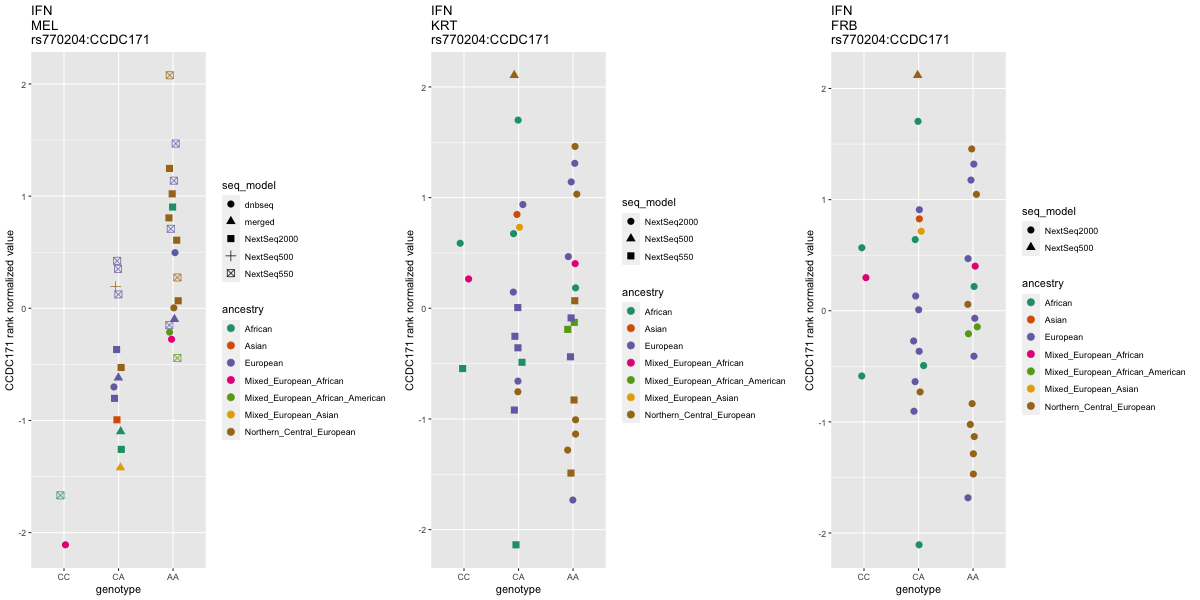 IFN
MEL
rs770204:CCDC171
CCDC171 rank normalized value
2
1
0
-1
-2
CC
CA
AA
genotype
seq_model
dnbseq
merged
NextSeq2000
NextSeq500
NextSeq550
ancestry
African
Asian
European
Mixed_European_African
Mixed_European_African_American
Mixed_European_Asian
Northern_Central_European
IFN
KRT
rs770204:CCDC171
CCDC171 rank normalized value
2
1
0
-1
-2
CC
CA
AA
genotype
seq_model
NextSeq2000
NextSeq500
NextSeq550
ancestry
African
Asian
European
Mixed_European_African
Mixed_European_African_American
Mixed_European_Asian
Northern_Central_European
IFN
FRB
rs770204:CCDC171
CCDC171 rank normalized value
2
1
0
-1
-2
CC
CA
AA
genotype
seq_model
NextSeq2000
NextSeq500
ancestry
African
Asian
European
Mixed_European_African
Mixed_European_African_American
Mixed_European_Asian
Northern_Central_European